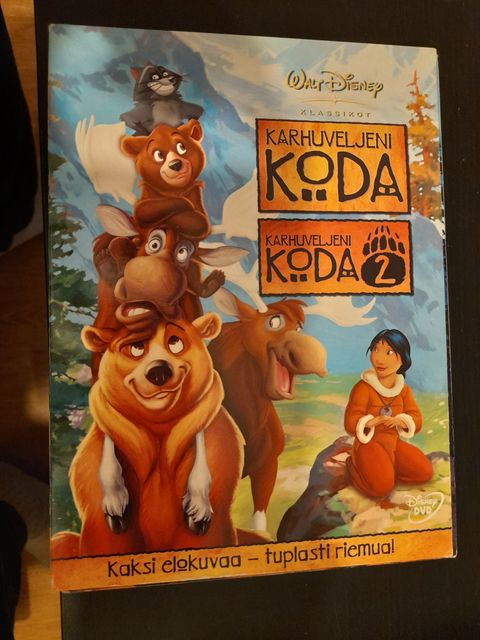 Walt Disney
KLASSIKOT
KARHUVELJENI
KODA
KARHUVELJENI
KODA 2
Disney
DVD
Kaksi elokuvaa – tuplasti riemua!